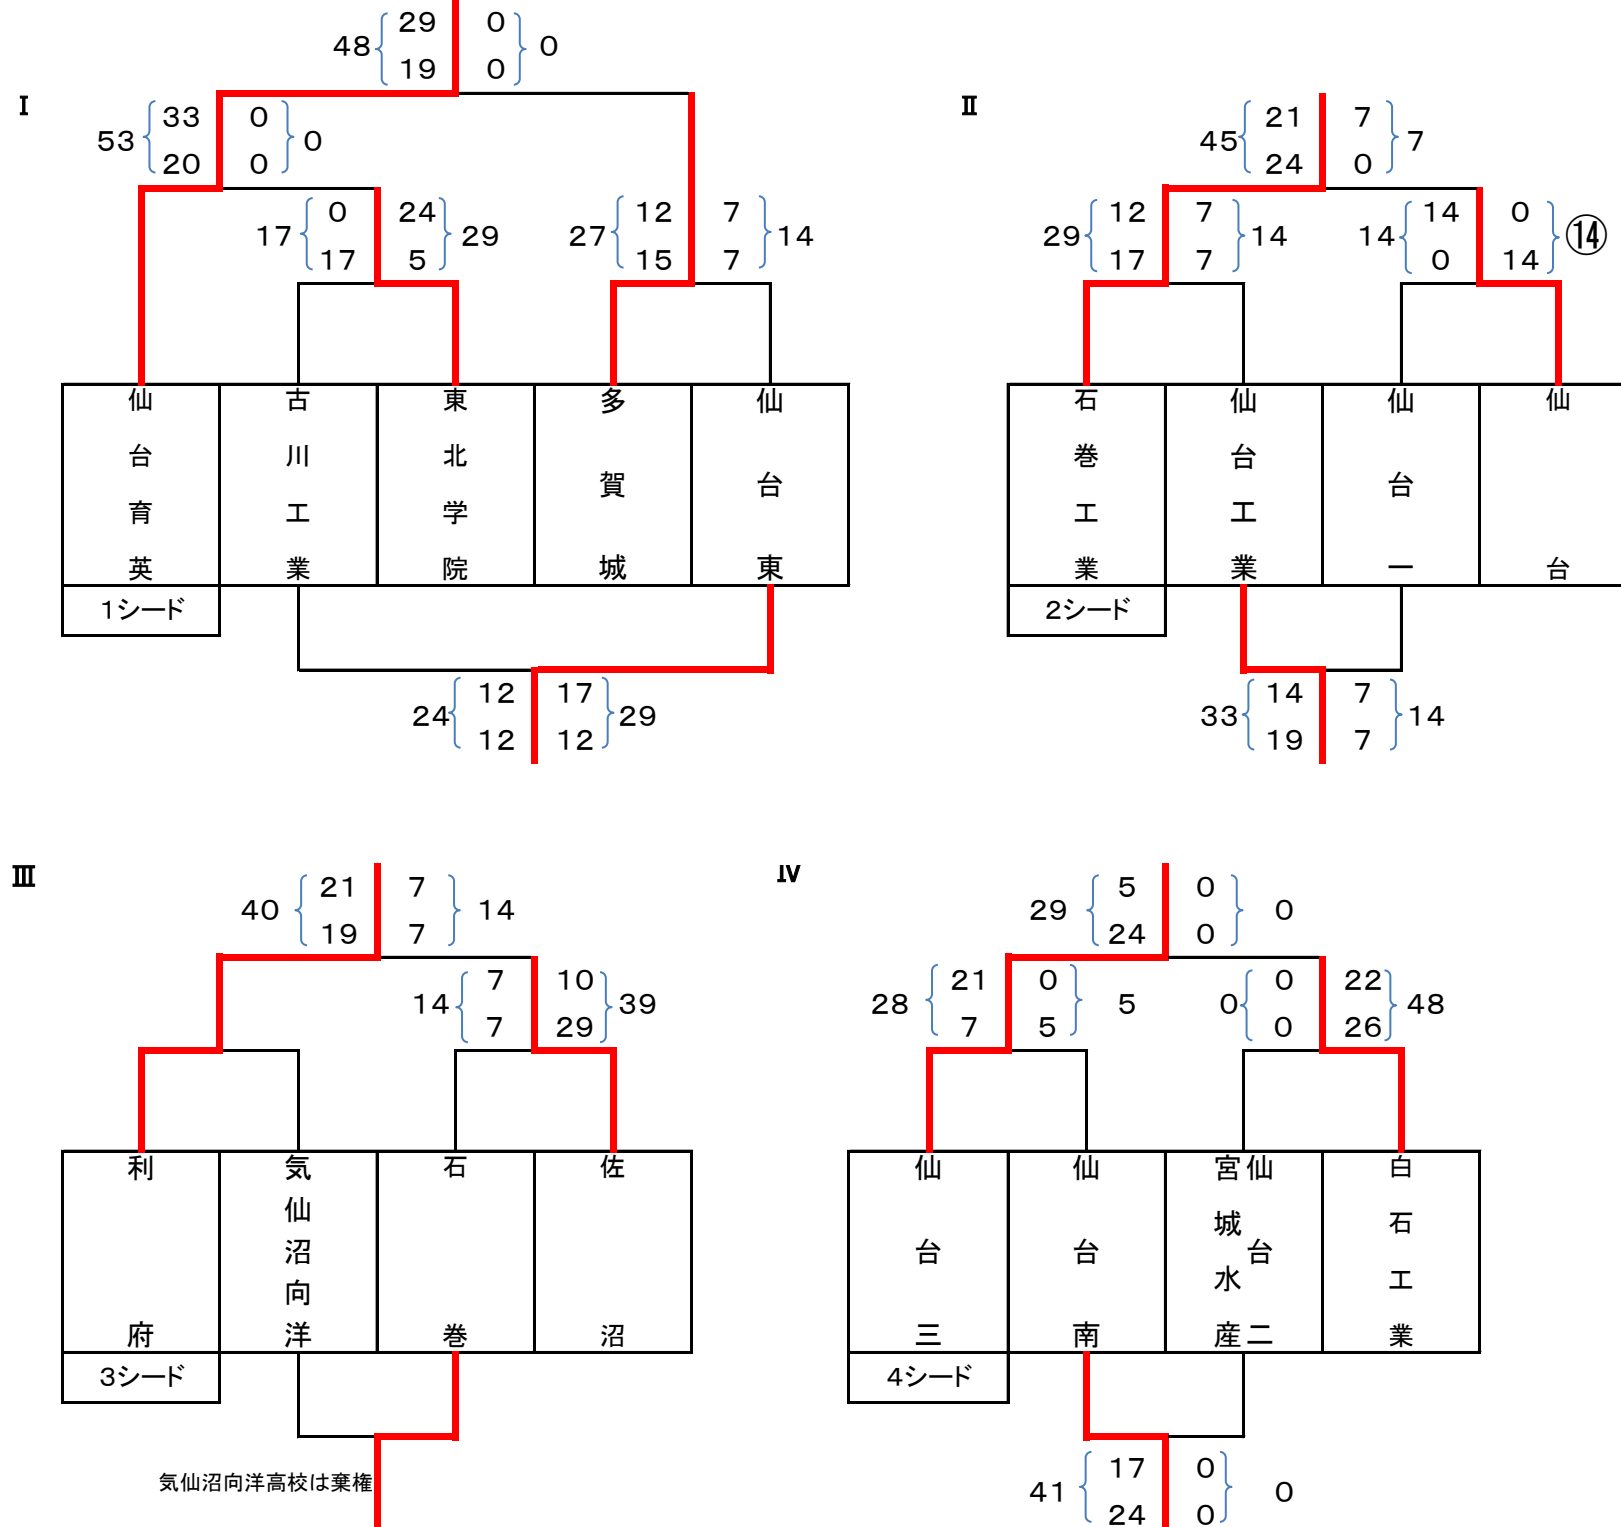 Ⅰ
48 29 0 0
19 0
53 33 0 0
20 0
17 0 24 29
17 5
27 12 7 14
15 7
仙台育英
古川工業
東北学院
多賀城
仙台東
1シード
24 12 17 29
12 12
Ⅱ
45 21 7 7
24 0
29 12 7 14
17 7
14 14 0 ⑭
0 14
石巻工業
仙台工業
仙台一
仙台
2シード
33 14 7 14
19 7
Ⅲ
40 21 7 14
19 7
14 7 10 39
7 29
利府
気仙沼向洋
石巻
佐沼
3シード
気仙沼向洋高校は棄権
Ⅳ
29 5 0 0
24 0
28 21 0 5
7 5
0 0 22 48
0 26
仙台三
仙台南
仙台二
宮城水産
白石工業
4シード
41 17 0 0
24 0